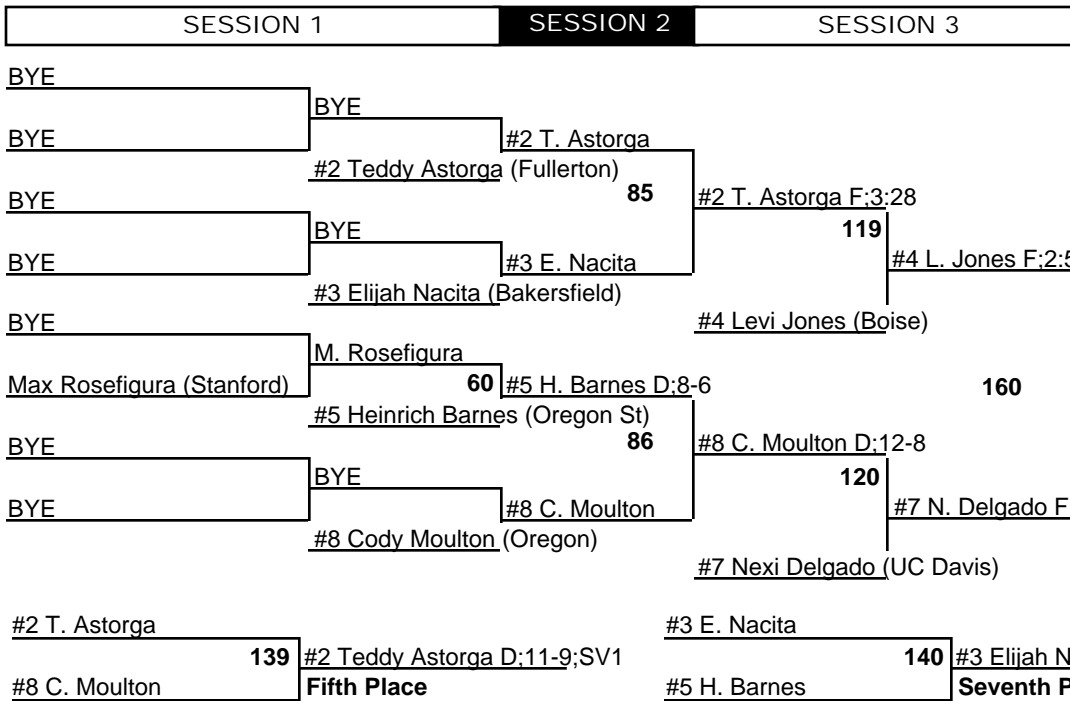 SESSION 1 SESSION 2 SESSION 3
BYE
BYE
BYE #2 T. Astorga
#2 Teddy Astorga (Fullerton)
85
BYE #2 T. Astorga F;3:28
BYE 119
BYE #3 E. Nacita #4 L. Jones F;2:5
#3 Elijah Nacita (Bakersfield)
BYE #4 Levi Jones (Boise)
M. Rosefigura
Max Rosefigura (Stanford) 60 #5 H. Barnes D;8-6 160
#5 Heinrich Barnes (Oregon St)
BYE 86 #8 C. Moulton D;12-8
BYE 120
BYE #8 C. Moulton #7 N. Delgado F
#8 Cody Moulton (Oregon)
#7 Nexi Delgado (UC Davis)
#2 T. Astorga #3 E. Nacita
139 #2 Teddy Astorga D;11-9;SV1 140 #3 Elijah N
#8 C. Moulton Fifth Place #5 H. Barnes Seventh P